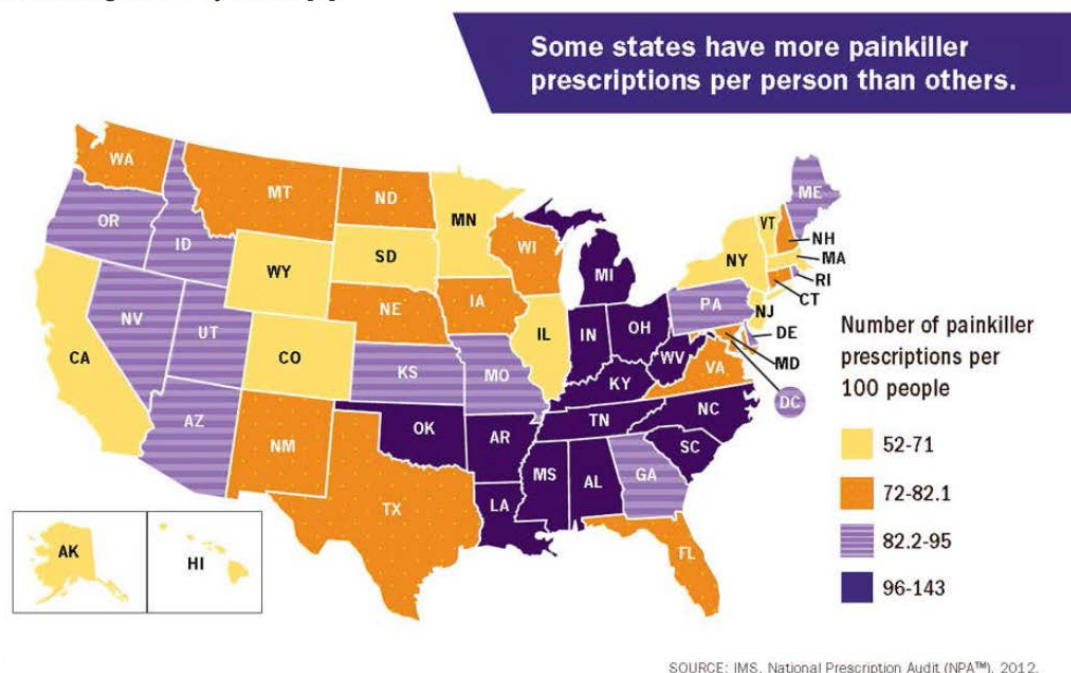 Some states have more painkiller
prescriptions per person than others.
WA
MT
ND
MN
WI
ME
OR
ID
WY
SD
VT
NH
NY
MA
MI
RI
CT
NV
UT
CO
NE
IA
IL
IN
OH
PA
NJ
DE
MD
CA
KS
MO
KY
WV
VA
DC
AZ
NM
OK
AR
TN
NC
SC
TX
LA
MS
AL
GA
FL
AK
HI
Number of painkiller
prescriptions per
100 people
52-71
72-82.1
82.2-95
96-143
SOURCE: IMS, National Prescription Audit (NPA™), 2012.